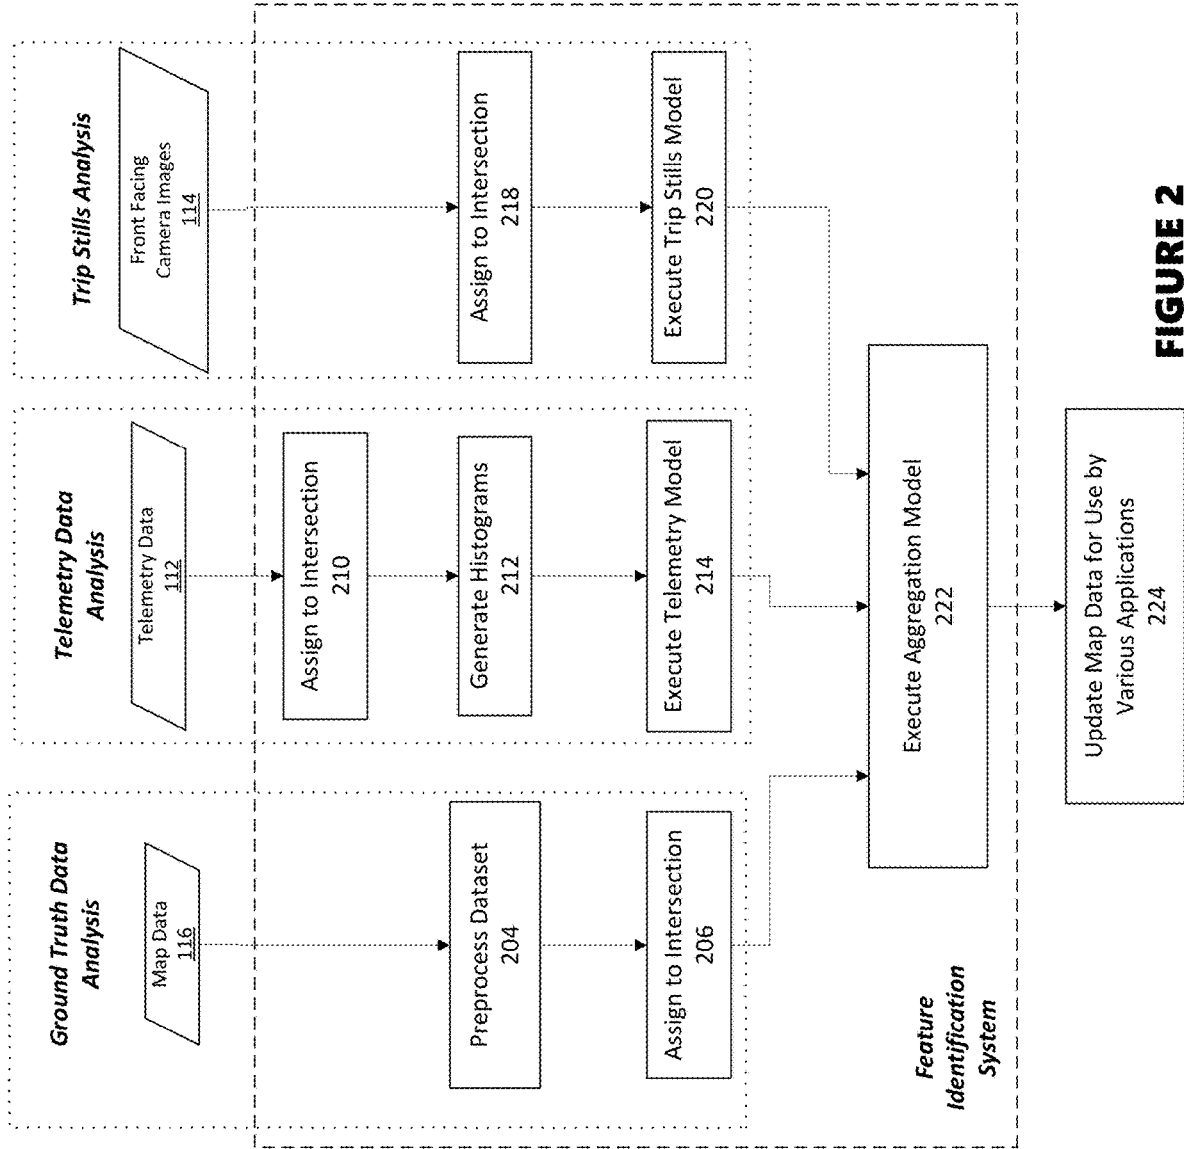 Ground Truth Data
Analysis
Map Data
116
Preprocess Dataset
204
Assign to Intersection
206
Telemetry Data
Analysis
Telemetry Data
112
Assign to Intersection
210
Generate Histograms
212
Execute Telemetry Model
214
Trip Stills Analysis
Front Facing
Camera Images
114
Assign to Intersection
218
Execute Trip Stills Model
220
Execute Aggregation Model
222
Feature
Identification
System
Update Map Data for Use by
Various Applications
224
FIGURE 2